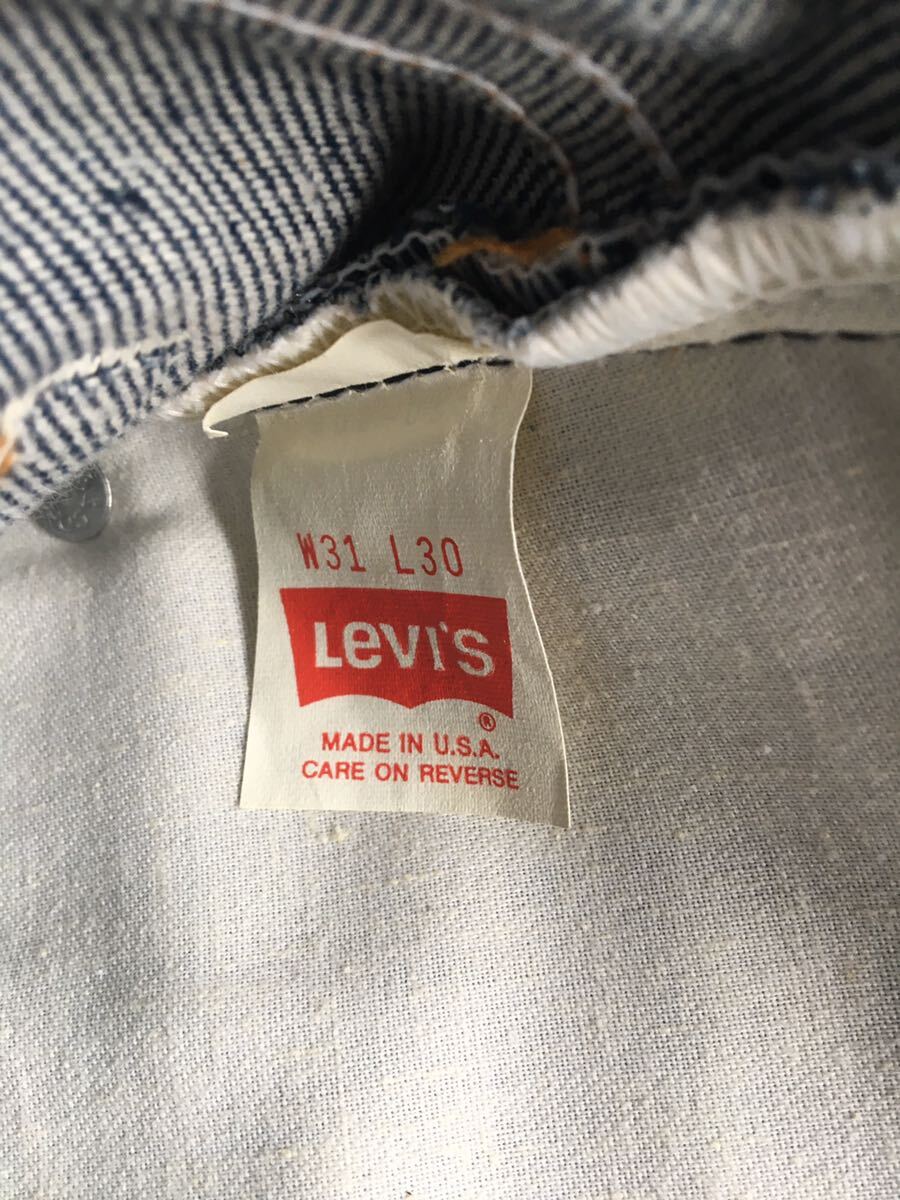 W31 L30
Levi's
®
MADE IN U.S.A.
CARE ON REVERSE